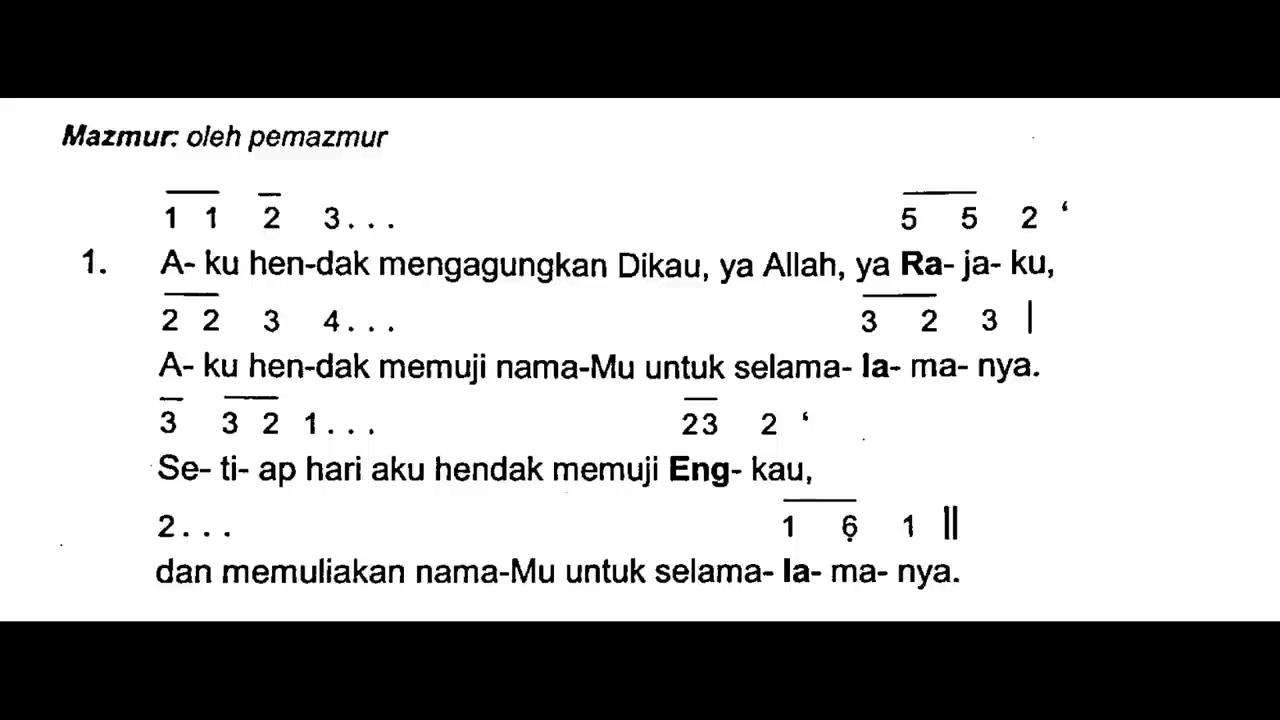 Mazmur: oleh pemazmur
1 1 2 3... 5 5 2 ‘
1. A- ku hen-dak mengagungkan Dikau, ya Allah, ya Ra- ja- ku,
2 2 3 4... 3 2 3 |
A- ku hen-dak memuji nama-Mu untuk selama- la- ma- nya.
3 3 2 1... 23 2 ‘
Se- ti- ap hari aku hendak memuji Eng- kau,
2... 1 6̣ 1 ||
dan memuliakan nama-Mu untuk selama- la- ma- nya.